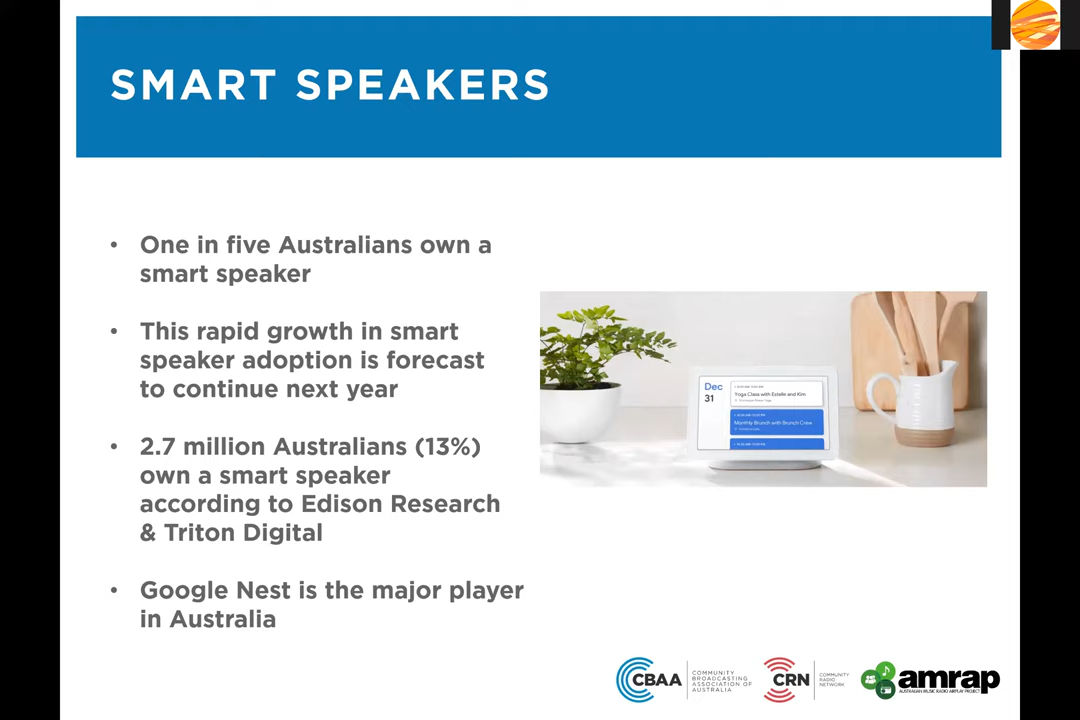 SMART SPEAKERS
• One in five Australians own a
smart speaker
• This rapid growth in smart
speaker adoption is forecast
to continue next year
• 2.7 million Australians (13%)
own a smart speaker
according to Edison Research
& Triton Digital
• Google Nest is the major player
in Australia
Dec
31
Yoga Class with Estelle and Kim
Monthly Brunch with Brunch Crew
CBAA
COMMUNITY
BROADCASTING
ASSOCIATION OF
AUSTRALIA
CRN
COMMUNITY
RADIO
NETWORK
amrap
AUSTRALIAN MUSIC RADIO AIRPLAY PROJECT